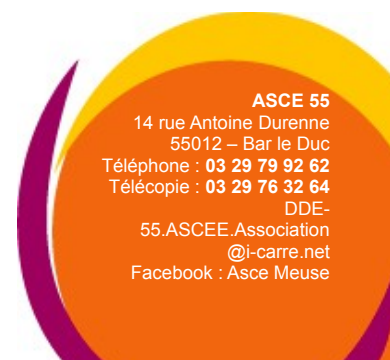 ASCE 55
14 rue Antoine Durenne
55012 – Bar le Duc
Téléphone : 03 29 79 92 62
Télécopie : 03 29 76 32 64
DDE-
55.ASCEE.Association
@i-carre.net
Facebook : Asce Meuse